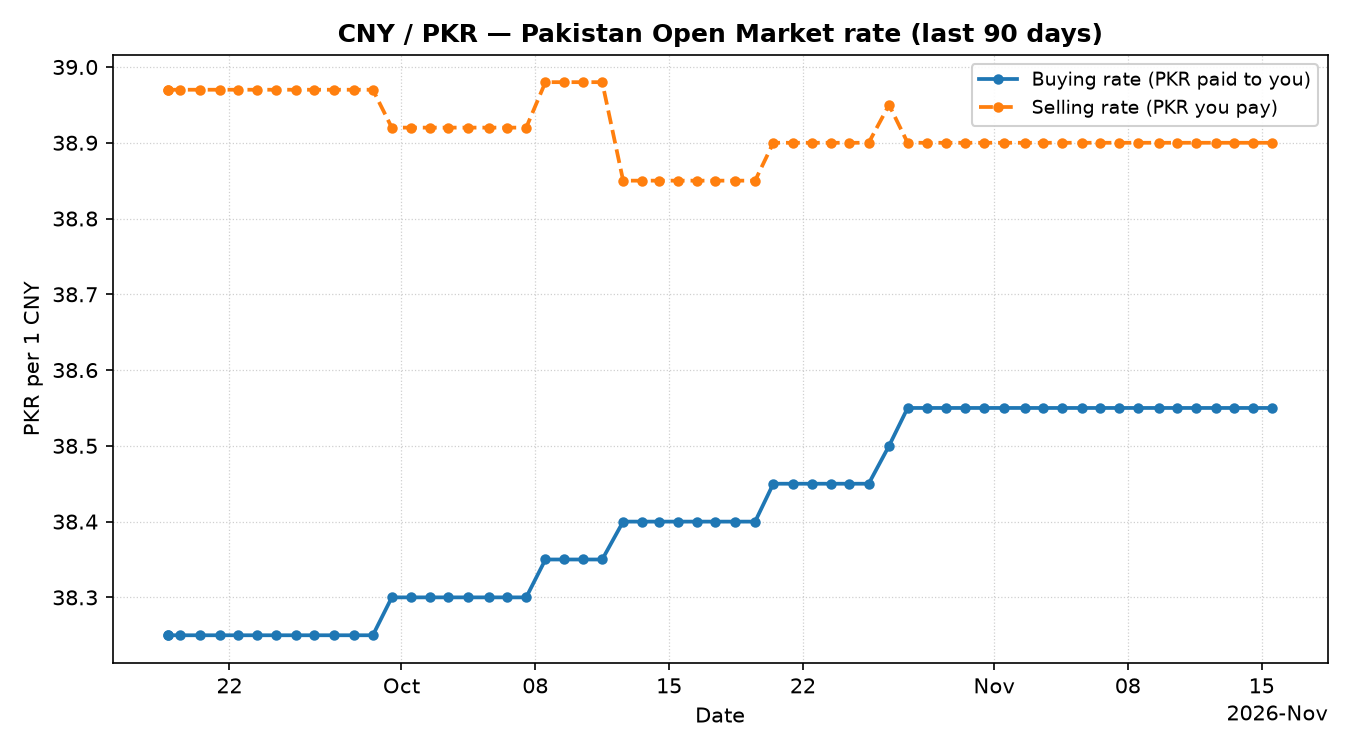 CNY / PKR — Pakistan Open Market rate (last 90 days)
Buying rate (PKR paid to you)
Selling rate (PKR you pay)
PKR per 1 CNY
39.0
38.9
38.8
38.7
38.6
38.5
38.4
38.3
22 Oct 08 15 22 Nov 08 15
Date
2026-Nov